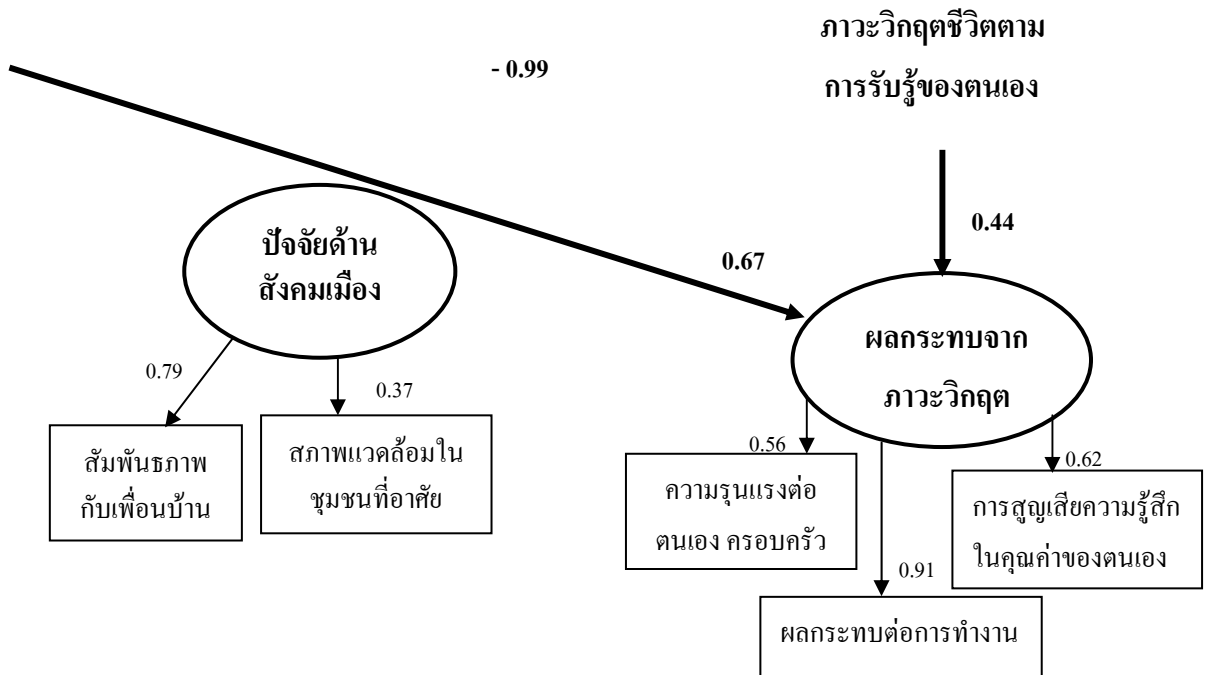 ภาวะวิกฤตชีวิตตาม
- 0.99
การรับรู้ของตนเอง
0.44
ปัจจัยด้าน
สังคมเมือง
0.67
ผลกระทบจาก
ภาวะวิกฤต
0.79
0.37
สัมพันธภาพ
กับเพื่อนบ้าน
สภาพแวดล้อมใน
ชุมชนที่อาศัย
0.56
0.62
ความรุนแรงต่อ
ตนเอง ครอบครัว
การสูญเสียความรู้สึก
ในคุณค่าของตนเอง
0.91
ผลกระทบต่อการทำงาน